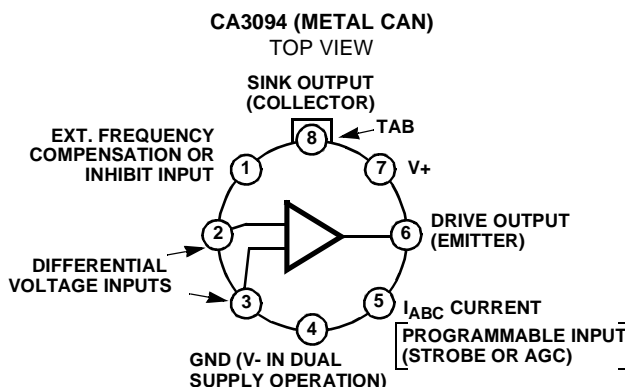 CA3094 (METAL CAN)
TOP VIEW
SINK OUTPUT
(COLLECTOR)
TAB
8
EXT. FREQUENCY
COMPENSATION OR
INHIBIT INPUT
1
7
V+
2
6
DRIVE OUTPUT
(EMITTER)
DIFFERENTIAL
VOLTAGE INPUTS
3
5
IABC CURRENT
PROGRAMMABLE INPUT
(STROBE OR AGC)
4
GND (V- IN DUAL
SUPPLY OPERATION)